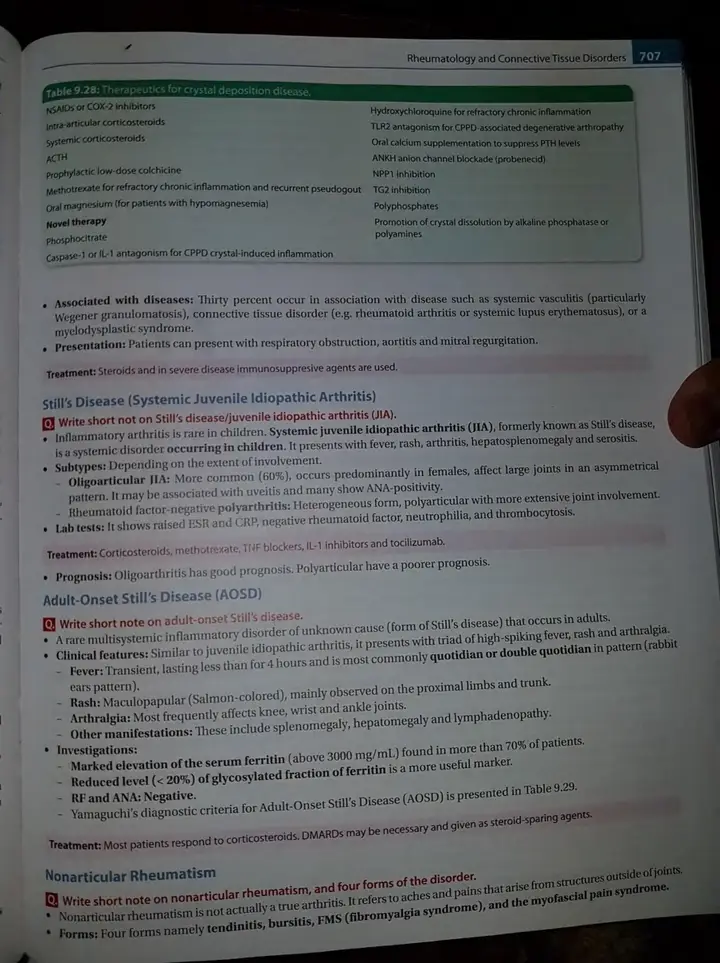 Rheumatology and Connective Tissue Disorders 707
Table 9.28: Therapeutics for crystal deposition disease.
NSAIDs or COX-2 inhibitors
Intra-articular corticosteroids
Systemic corticosteroids
ACTH
Prophylactic low-dose colchicine
Methotrexate for refractory chronic inflammation and recurrent pseudogout
Oral magnesium (for patients with hypomagnesemia)
Novel therapy
Phosphocitrate
Caspase-1 or IL-1 antagonism for CPPD crystal-induced inflammation
Hydroxychloroquine for refractory chronic inflammation
TLR2 antagonism for CPPD-associated degenerative arthropathy
Oral calcium supplementation to suppress PTH levels
ANKH anion channel blockade (probenecid)
NPP1 inhibition
TG2 inhibition
Polyphosphates
Promotion of crystal dissolution by alkaline phosphatase or
polyamines
• Associated with diseases: Thirty percent occur in association with disease such as systemic vasculitis (particularly
Wegener granulomatosis), connective tissue disorder (e.g. rheumatoid arthritis or systemic lupus erythematosus), or a
myelodysplastic syndrome.
• Presentation: Patients can present with respiratory obstruction, aortitis and mitral regurgitation.
Treatment: Steroids and in severe disease immunosuppresive agents are used.
Still's Disease (Systemic Juvenile Idiopathic Arthritis)
Q. Write short not on Still's disease/juvenile idiopathic arthritis (JIA).
• Inflammatory arthritis is rare in children. Systemic juvenile idiopathic arthritis (JIA), formerly known as Still's disease,
is a systemic disorder occurring in children. It presents with fever, rash, arthritis, hepatosplenomegaly and serositis.
• Subtypes: Depending on the extent of involvement.
– Oligoarticular JIA: More common (60%), occurs predominantly in females, affect large joints in an asymmetrical
pattern. It may be associated with uveitis and many show ANA-positivity.
– Rheumatoid factor-negative polyarthritis: Heterogeneous form, polyarticular with more extensive joint involvement.
• Lab tests: It shows raised ESR and CRP, negative rheumatoid factor, neutrophilia, and thrombocytosis.
Treatment: Corticosteroids, methotrexate, TNF blockers, IL-1 inhibitors and tocilizumab.
• Prognosis: Oligoarthritis has good prognosis. Polyarticular have a poorer prognosis.
Adult-Onset Still's Disease (AOSD)
Q. Write short note on adult-onset Still's disease.
• A rare multisystemic inflammatory disorder of unknown cause (form of Still's disease) that occurs in adults.
• Clinical features: Similar to juvenile idiopathic arthritis, it presents with triad of high-spiking fever, rash and arthralgia.
– Fever: Transient, lasting less than for 4 hours and is most commonly quotidian or double quotidian in pattern (rabbit
ears pattern).
– Rash: Maculopapular (Salmon-colored), mainly observed on the proximal limbs and trunk.
– Arthralgia: Most frequently affects knee, wrist and ankle joints.
– Other manifestations: These include splenomegaly, hepatomegaly and lymphadenopathy.
• Investigations:
– Marked elevation of the serum ferritin (above 3000 mg/mL) found in more than 70% of patients.
– Reduced level (< 20%) of glycosylated fraction of ferritin is a more useful marker.
– RF and ANA: Negative.
– Yamaguchi's diagnostic criteria for Adult-Onset Still's Disease (AOSD) is presented in Table 9.29.
Treatment: Most patients respond to corticosteroids. DMARDs may be necessary and given as steroid-sparing agents.
Nonarticular Rheumatism
Q. Write short note on nonarticular rheumatism, and four forms of the disorder.
• Nonarticular rheumatism is not actually a true arthritis. It refers to aches and pains that arise from structures outside of joints.
• Forms: Four forms namely tendinitis, bursitis, FMS (fibromyalgia syndrome), and the myofascial pain syndrome.